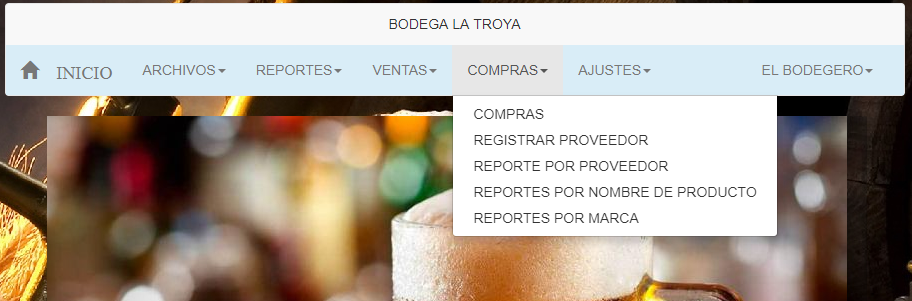 BODEGA LA TROYA
INICIO ARCHIVOS REPORTES VENTAS COMPRAS AJUSTES EL BODEGERO
COMPRAS
REGISTRAR PROVEEDOR
REPORTE POR PROVEEDOR
REPORTES POR NOMBRE DE PRODUCTO
REPORTES POR MARCA